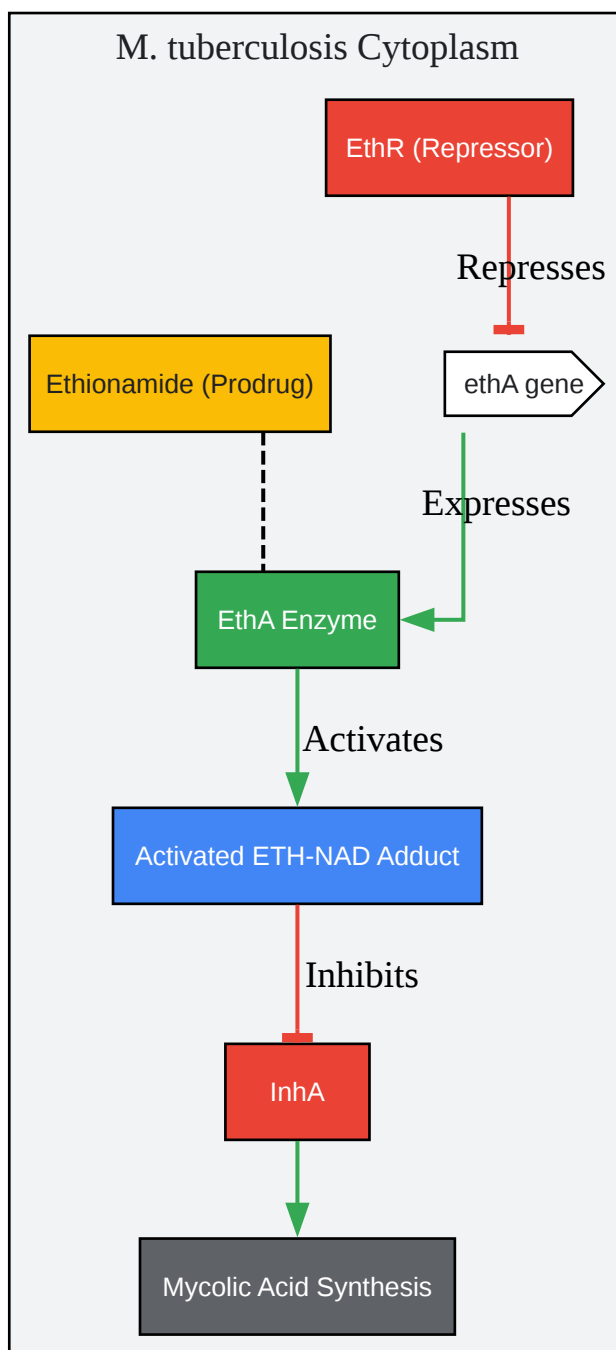 M. tuberculosis Cytoplasm
EthR (Repressor)
Represses
Ethionamide (Prodrug)
ethA gene
Expresses
EthA Enzyme
Activates
Activated ETH-NAD Adduct
Inhibits
InhA
Mycolic Acid Synthesis